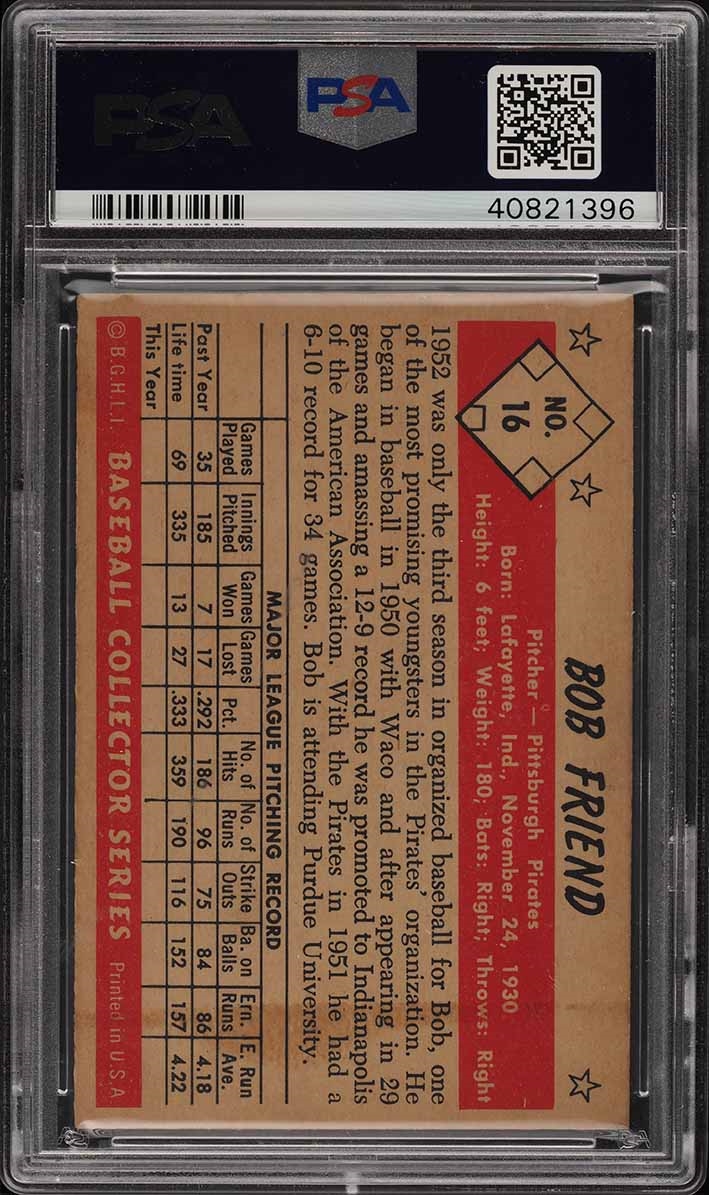 PSA
PSA
40821396
NO.
16
BOB FRIEND
Pitcher — Pittsburgh Pirates
Born: Lafayette, Ind., November 24, 1930
Height: 6 feet; Weight: 180; Bats: Right; Throws: Right
1952 was only the third season in organized baseball for Bob, one
of the most promising youngsters in the Pirates' organization. He
began in baseball in 1950 with Waco and after appearing in 29
games and amassing a 12-9 record he was promoted to Indianapolis
of the American Association. With the Pirates in 1951 he had a
6-10 record for 34 games. Bob is attending Purdue University.
MAJOR LEAGUE PITCHING RECORD
Games Played Innings Pitched Games Won Games Lost Pct. No. of Hits No. of Runs Strike Outs Ba. on Balls Ern. Runs E. Run Ave.
Past Year 35 185 7 17 .292 186 96 75 84 86 4.18
Life time 69 335 13 27 .333 359 190 116 152 157 4.22
This Year
© B.G.H.L.I. BASEBALL COLLECTOR SERIES Printed in U.S.A